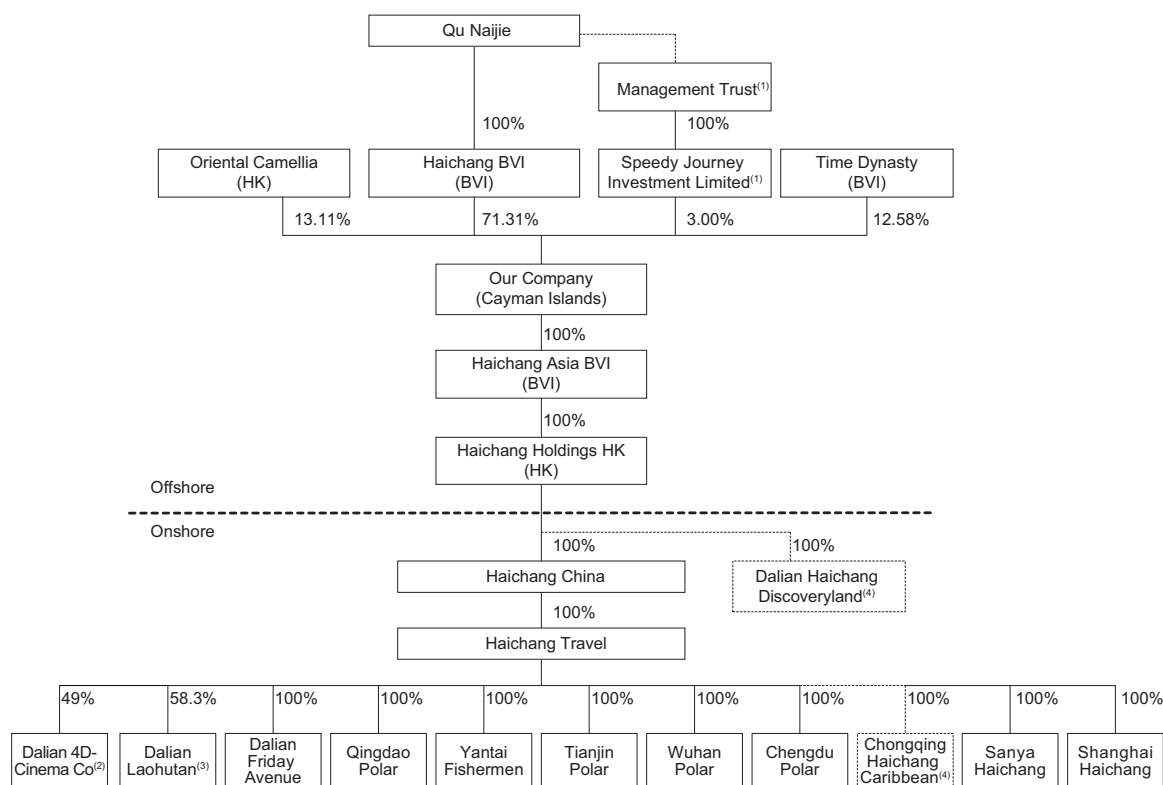 Qu Naijie
Management Trust(1)
100%
100%
Oriental Camellia
(HK)
Haichang BVI
(BVI)
Speedy Journey
Investment Limited(1)
Time Dynasty
(BVI)
13.11%
71.31%
3.00%
12.58%
Our Company
(Cayman Islands)
100%
Haichang Asia BVI
(BVI)
100%
Haichang Holdings HK
(HK)
Offshore
Onshore
100%
100%
Haichang China
Dalian Haichang
Discoveryland(4)
100%
Haichang Travel
49%
58.3%
100%
100%
100%
100%
100%
100%
100%
100%
100%
Dalian 4D-
Cinema Co(2)
Dalian
Laohutan(3)
Dalian
Friday
Avenue
Qingdao
Polar
Yantai
Fishermen
Tianjin
Polar
Wuhan
Polar
Chengdu
Polar
Chongqing
Haichang
Caribbean(4)
Sanya
Haichang
Shanghai
Haichang